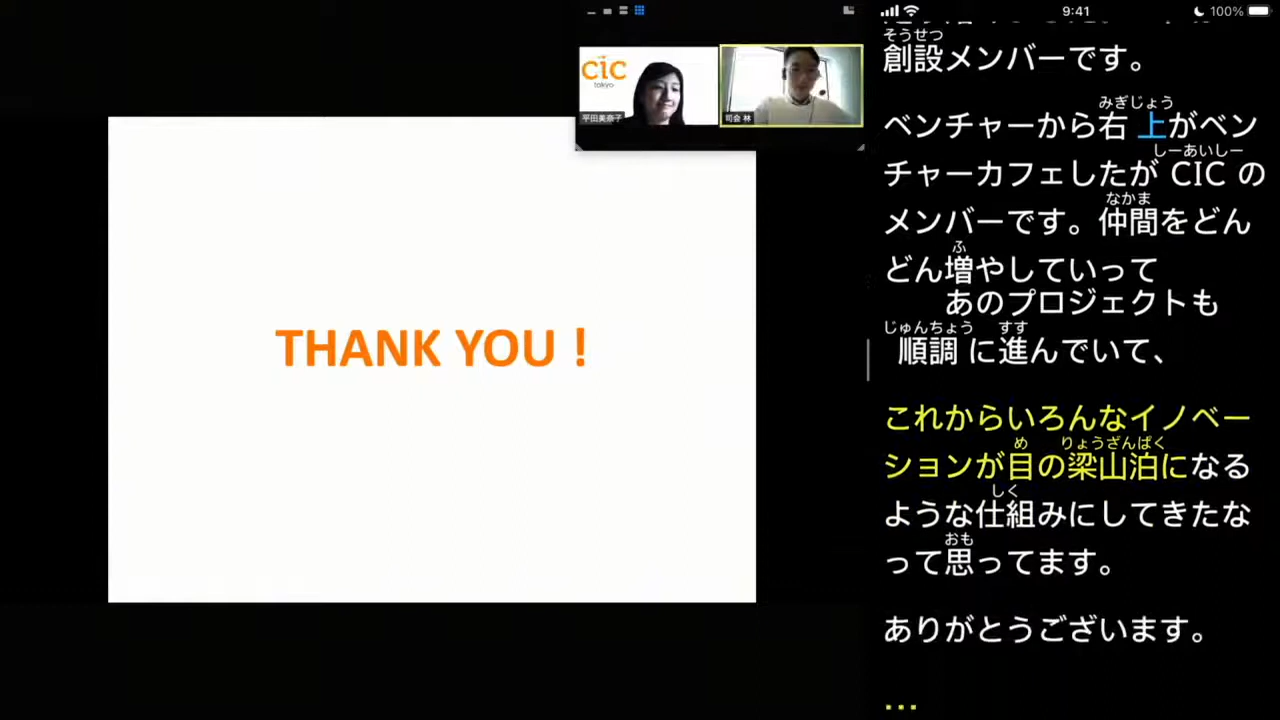 THANK YOU !
cic
tokyo
平田美奈子
司会 林
9:41
100%
そうせつ
創設メンバーです。
みぎじょう
ベンチャーから右上がベン
しーあいしー
チャーカフェしたが CIC の
なかま
メンバーです。仲間をどん
ふ
どん増やしていって
あのプロジェクトも
じゅんちょう すす
順調に進んでいて、
これからいろんなイノベー
め りょうざんぱく
ションが目の梁山泊になる
しく
ような仕組みにしてきたな
おも
って思ってます。
ありがとうございます。
...